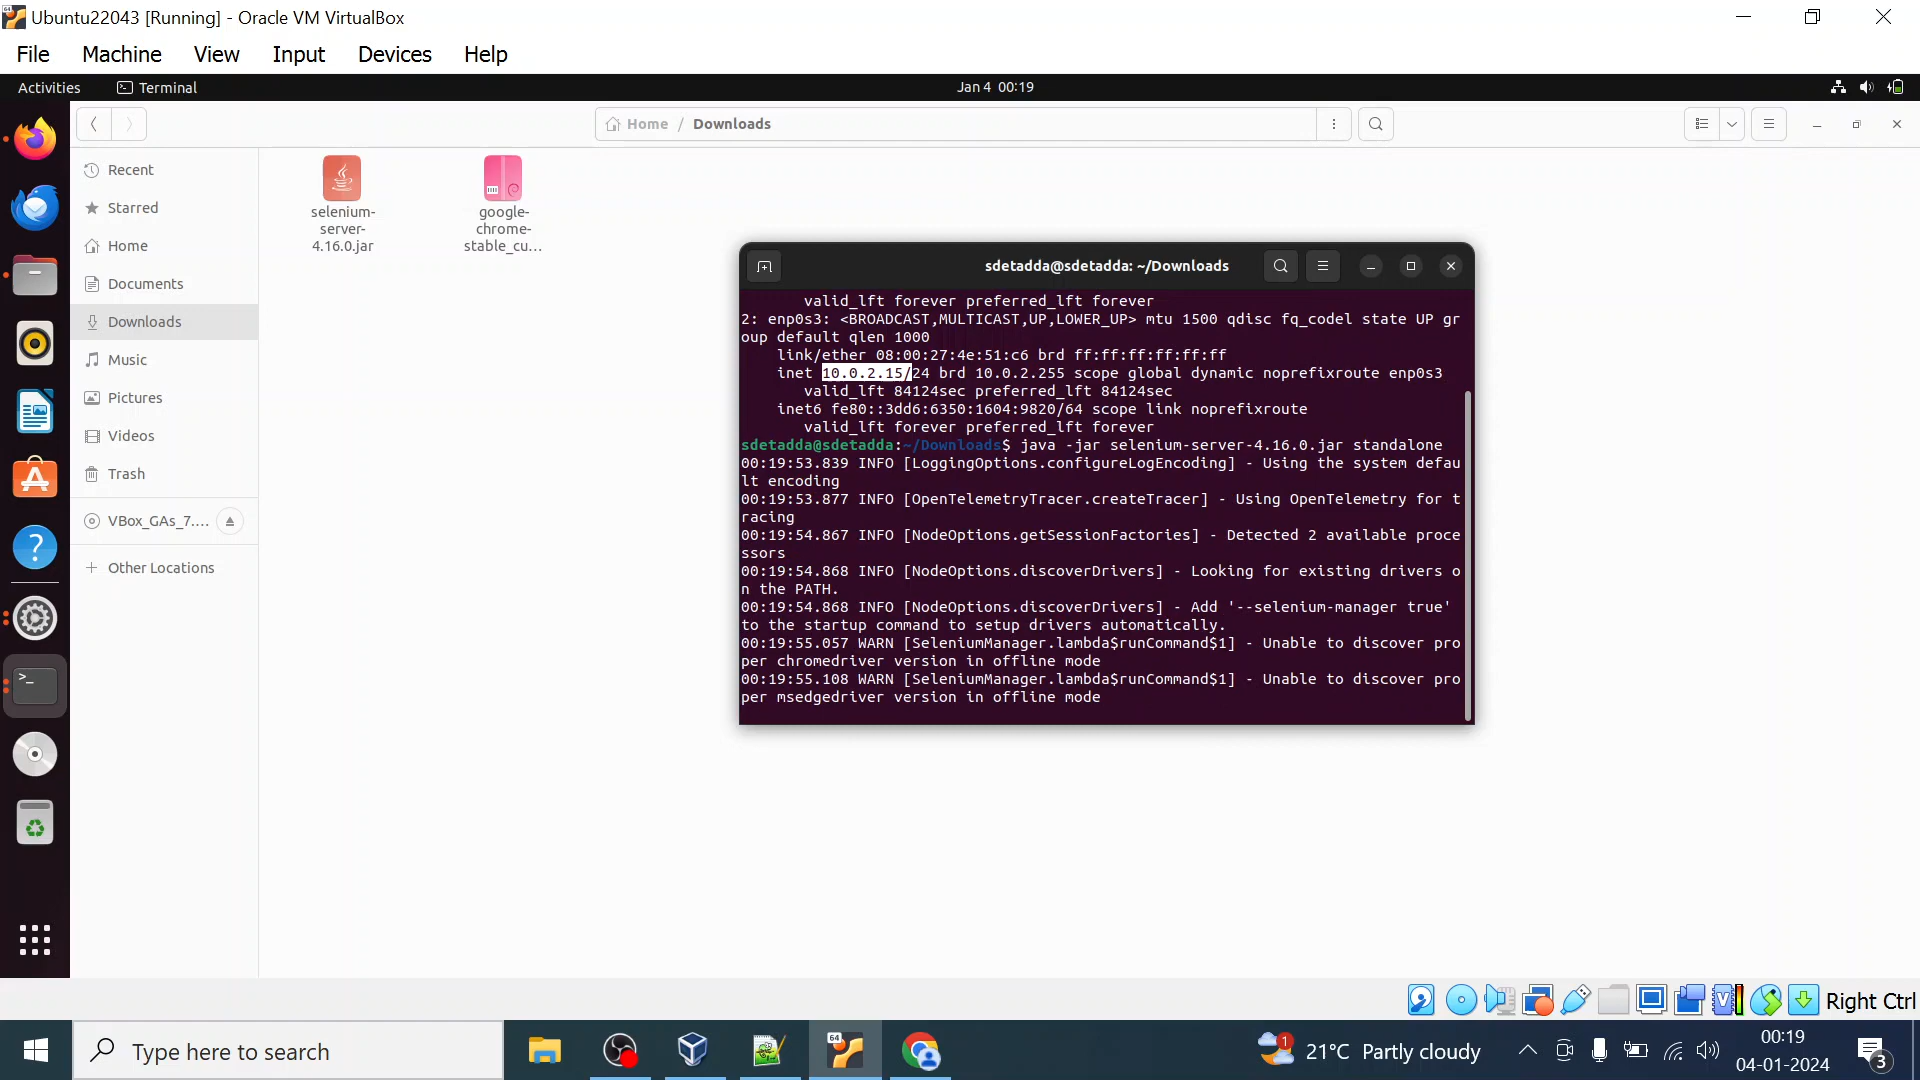 Ubuntu22043 [Running] - Oracle VM VirtualBox
File Machine View Input Devices Help
Activities Terminal Jan 4 00:19
Home / Downloads
Recent
Starred
Home
Documents
Downloads
Music
Pictures
Videos
Trash
VBox_GAs_7....
Other Locations
selenium-
server-
4.16.0.jar
google-
chrome-
stable_cu...
sdetadda@sdetadda: ~/Downloads
valid_lft forever preferred_lft forever
2: enp0s3: <BROADCAST,MULTICAST,UP,LOWER_UP> mtu 1500 qdisc fq_codel state UP gr
oup default qlen 1000
link/ether 08:00:27:4e:51:c6 brd ff:ff:ff:ff:ff:ff
inet 10.0.2.15/24 brd 10.0.2.255 scope global dynamic noprefixroute enp0s3
valid_lft 84124sec preferred_lft 84124sec
inet6 fe80::3dd6:6350:1604:9820/64 scope link noprefixroute
valid_lft forever preferred_lft forever
sdetadda@sdetadda:~/Downloads$ java -jar selenium-server-4.16.0.jar standalone
00:19:53.839 INFO [LoggingOptions.configureLogEncoding] - Using the system defau
lt encoding
00:19:53.877 INFO [OpenTelemetryTracer.createTracer] - Using OpenTelemetry for t
racing
00:19:54.867 INFO [NodeOptions.getSessionFactories] - Detected 2 available proce
ssors
00:19:54.868 INFO [NodeOptions.discoverDrivers] - Looking for existing drivers o
n the PATH.
00:19:54.868 INFO [NodeOptions.discoverDrivers] - Add '--selenium-manager true'
to the startup command to setup drivers automatically.
00:19:55.057 WARN [SeleniumManager.lambda$runCommand$1] - Unable to discover pro
per chromedriver version in offline mode
00:19:55.108 WARN [SeleniumManager.lambda$runCommand$1] - Unable to discover pro
per msedgedriver version in offline mode
Right Ctrl
Type here to search
64
1
21°C Partly cloudy
00:19
04-01-2024
3